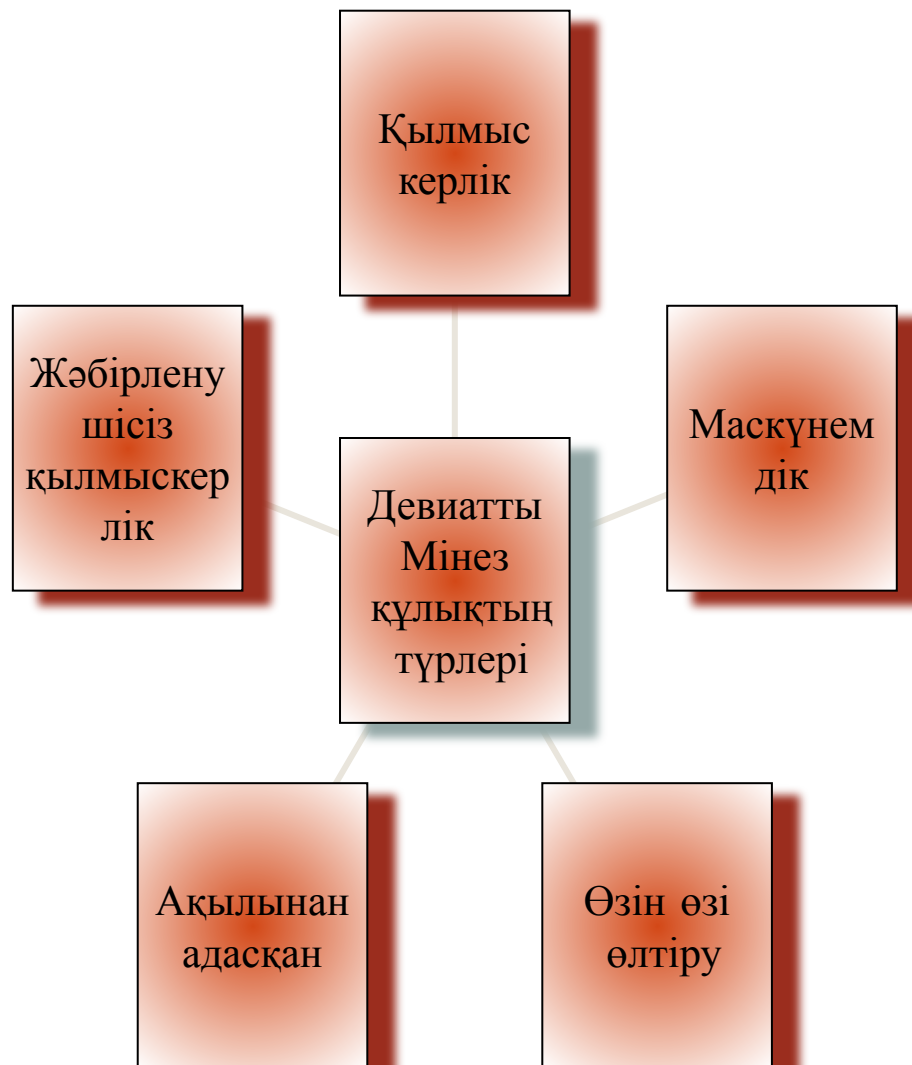 Қылмыс
керлік
Жәбірлену
шісіз
қылмыскер
лік
Маскүнем
дік
Девиатты
Мінез
құлықтың
түрлері
Ақылынан
адасқан
Өзін өзі
өлтіру